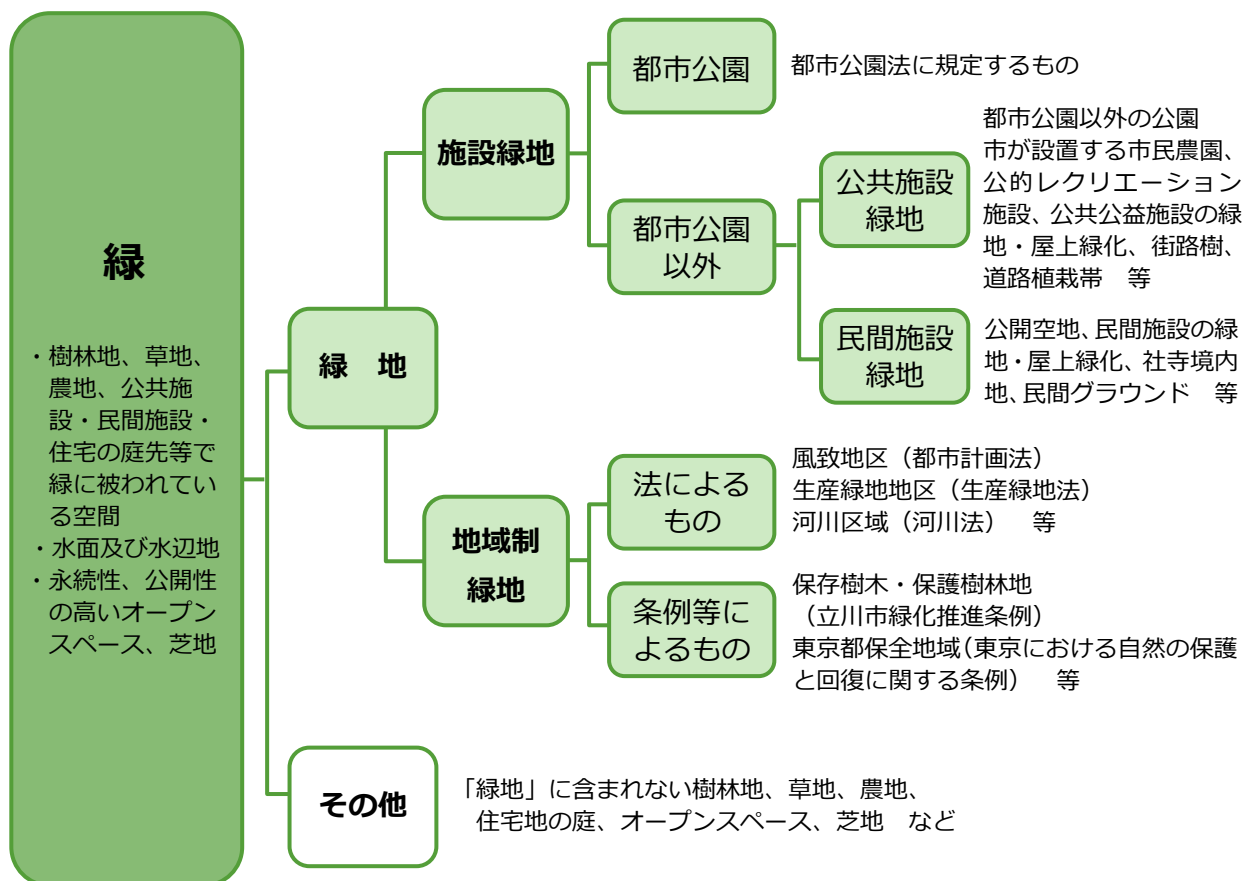 緑
・樹林地、草地、
農地、公共施
設・民間施設・
住宅の庭先等で
緑に被われてい
る空間
・水面及び水辺地
・永続性、公開性
の高いオープン
スペース、芝地
緑　地
施設緑地
都市公園
都市公園法に規定するもの
都市公園
以外
公共施設
緑地
都市公園以外の公園
市が設置する市民農園、
公的レクリエーション
施設、公共公益施設の緑
地・屋上緑化、街路樹、
道路植栽帯　等
民間施設
緑地
公開空地、民間施設の緑
地・屋上緑化、社寺境内
地、民間グラウンド　等
地域制
緑地
法による
もの
風致地区（都市計画法）
生産緑地地区（生産緑地法）
河川区域（河川法）　等
条例等に
よるもの
保存樹木・保護樹林地
（立川市緑化推進条例）
東京都保全地域（東京における自然の保護
と回復に関する条例）　等
その他
「緑地」に含まれない樹林地、草地、農地、
住宅地の庭、オープンスペース、芝地　など